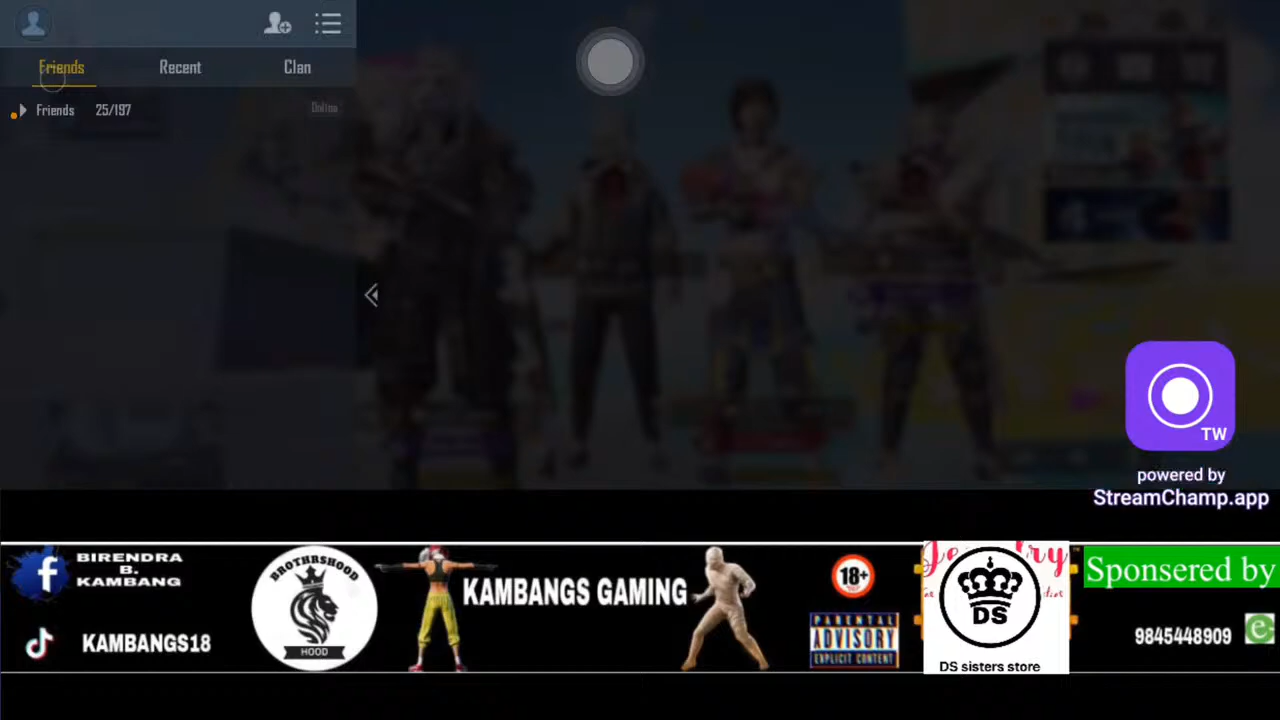 Friends
Recent
Clan
Friends 25/197
Online
TW
powered by
StreamChamp.app
BIRENDRA
B.
KAMBANG
KAMBANGS18
BROTHRSHOOD
HOOD
KAMBANGS GAMING
18+
PARENTAL
ADVISORY
EXPLICIT CONTENT
DS
DS sisters store
Sponsered by
9845448909